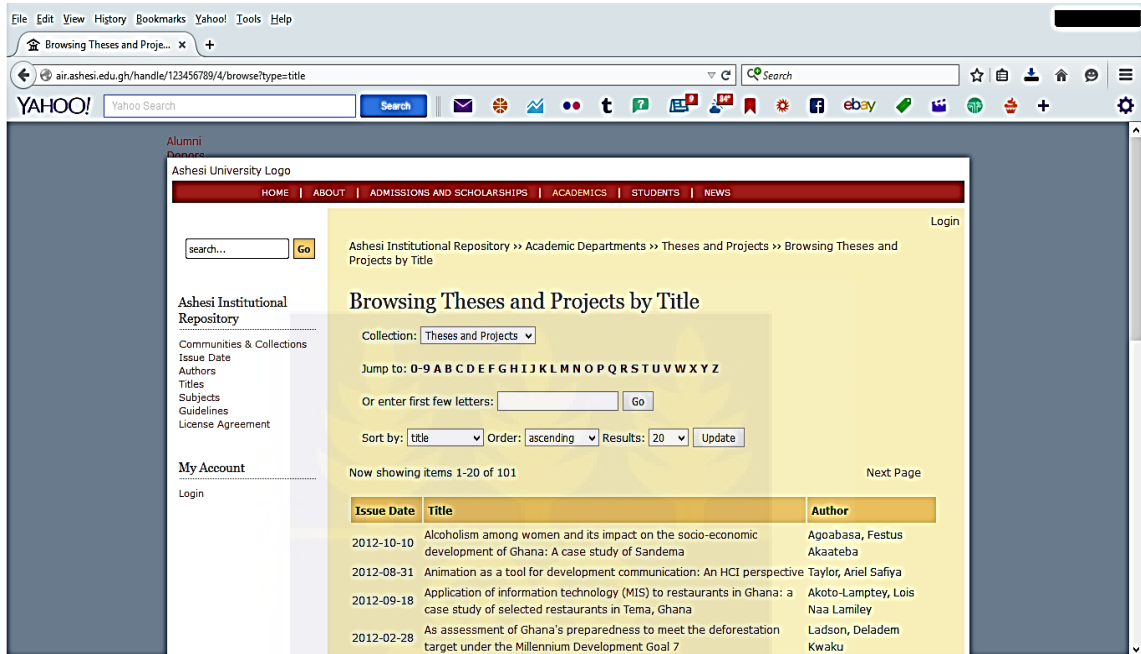 File Edit View History Bookmarks Yahoo! Tools Help
Browsing Theses and Proje... × +
air.ashesi.edu.gh/handle/123456789/4/browse?type=title
Search
YAHOO!
Yahoo Search
Search
t
?
9
84°
f
ebay
+
Alumni
Donors
Ashesi University Logo
HOME | ABOUT | ADMISSIONS AND SCHOLARSHIPS | ACADEMICS | STUDENTS | NEWS
Login
search...
Go
Ashesi Institutional
Repository
Communities & Collections
Issue Date
Authors
Titles
Subjects
Guidelines
License Agreement
My Account
Login
Ashesi Institutional Repository ›› Academic Departments ›› Theses and Projects ›› Browsing Theses and
Projects by Title
Browsing Theses and Projects by Title
Collection: Theses and Projects
Jump to: 0-9 A B C D E F G H I J K L M N O P Q R S T U V W X Y Z
Or enter first few letters: Go
Sort by: title Order: ascending Results: 20 Update
Now showing items 1-20 of 101 Next Page
Issue Date Title Author
2012-10-10 Alcoholism among women and its impact on the socio-economic
development of Ghana: A case study of Sandema
Agoabasa, Festus
Akaateba
2012-08-31 Animation as a tool for development communication: An HCI perspective Taylor, Ariel Safiya
2012-09-18 Application of information technology (MIS) to restaurants in Ghana: a
case study of selected restaurants in Tema, Ghana
Akoto-Lamptey, Lois
Naa Lamiley
2012-02-28 As assessment of Ghana's preparedness to meet the deforestation
target under the Millennium Development Goal 7
Ladson, Deladem
Kwaku